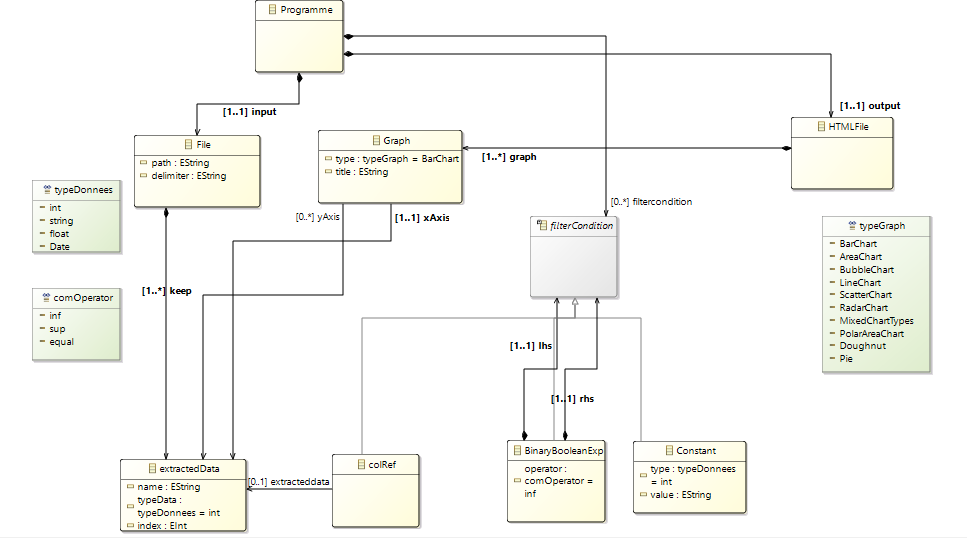 Programme
[1..1] input
[1..1] output
File
path : EString
delimiter : EString
Graph
type : typeGraph = BarChart
title : EString
[1..*] graph
HTMLFile
typeDonnees
int
string
float
Date
[0..*] yAxis
[1..1] xAxis
[0..*] filtercondition
filterCondition
typeGraph
BarChart
AreaChart
BubbleChart
LineChart
ScatterChart
RadarChart
MixedChartTypes
PolarAreaChart
Doughnut
Pie
[1..*] keep
comOperator
inf
sup
equal
[1..1] lhs
[1..1] rhs
extractedData
name : EString
typeData :
typeDonnees = int
index : EInt
[0..1] extracteddata
colRef
BinaryBooleanExp
operator :
comOperator =
inf
Constant
type : typeDonnees
= int
value : EString